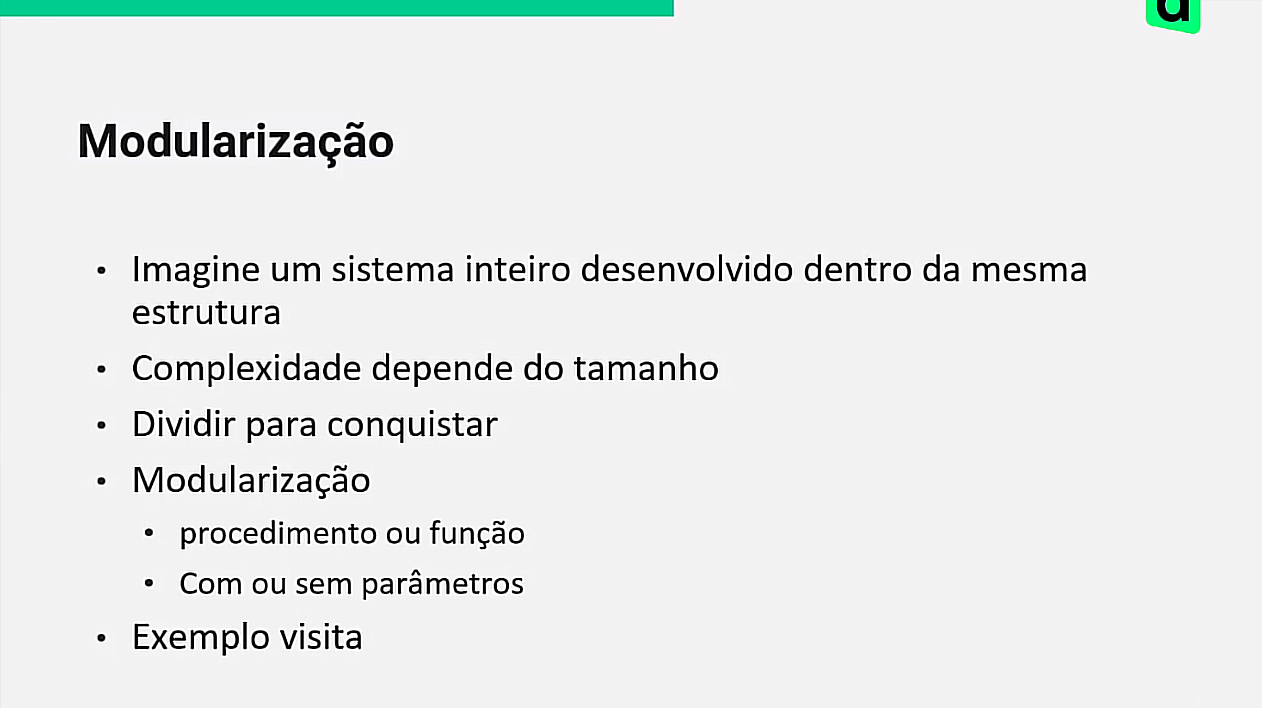 d
Modularização
• Imagine um sistema inteiro desenvolvido dentro da mesma
estrutura
• Complexidade depende do tamanho
• Dividir para conquistar
• Modularização
• procedimento ou função
• Com ou sem parâmetros
• Exemplo visita